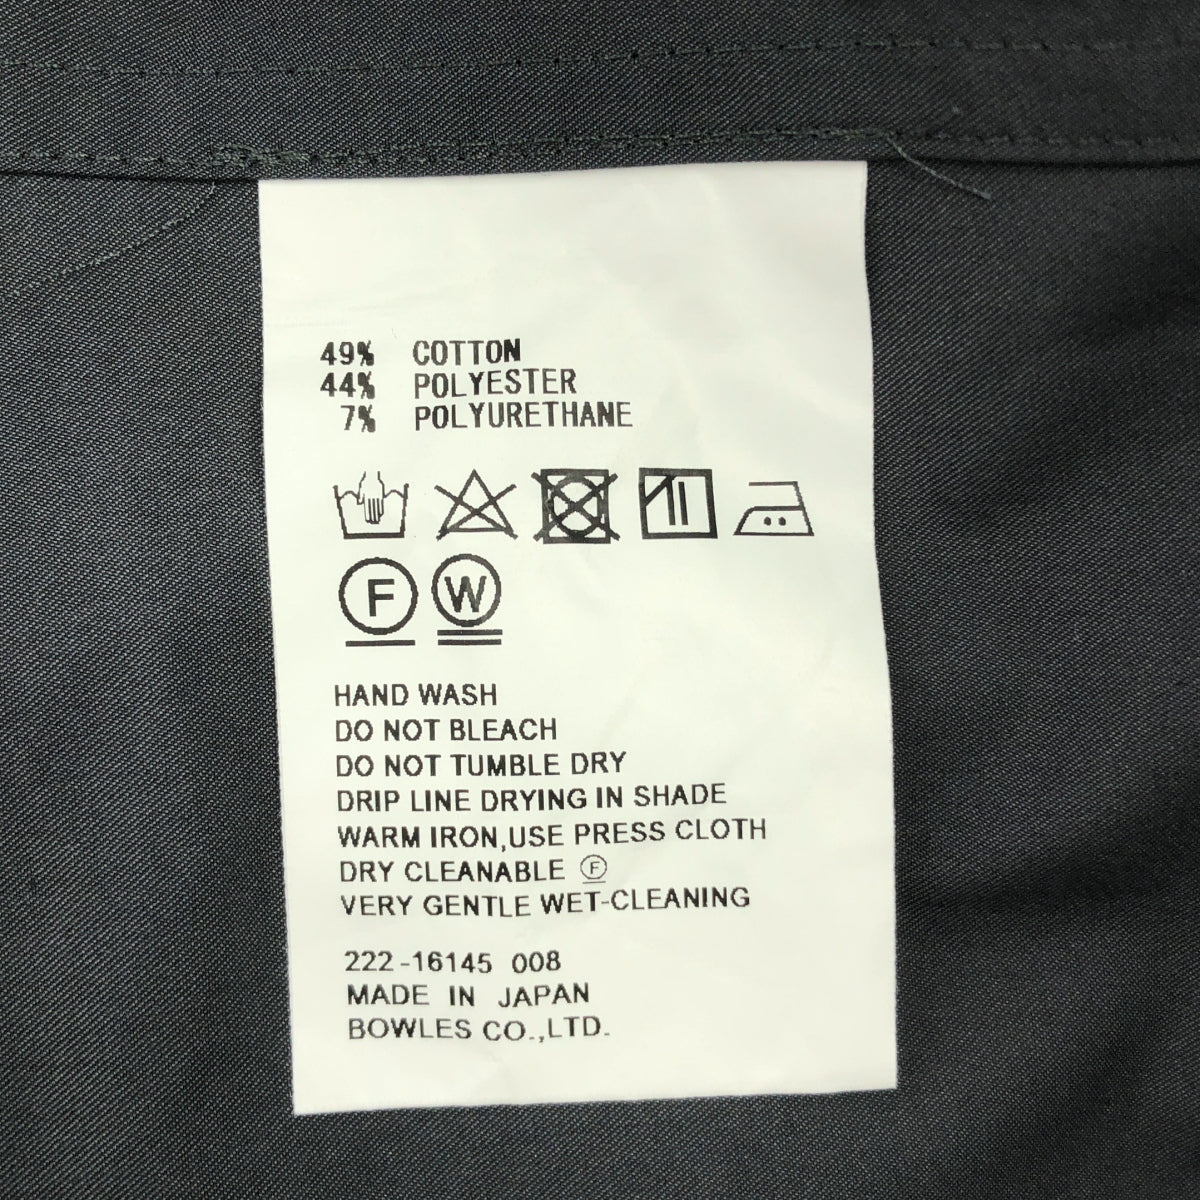 49% COTTON
44% POLYESTER
7% POLYURETHANE
F W
HAND WASH
DO NOT BLEACH
DO NOT TUMBLE DRY
DRIP LINE DRYING IN SHADE
WARM IRON,USE PRESS CLOTH
DRY CLEANABLE Ⓕ
VERY GENTLE WET-CLEANING
222-16145 008
MADE IN JAPAN
BOWLES CO.,LTD.